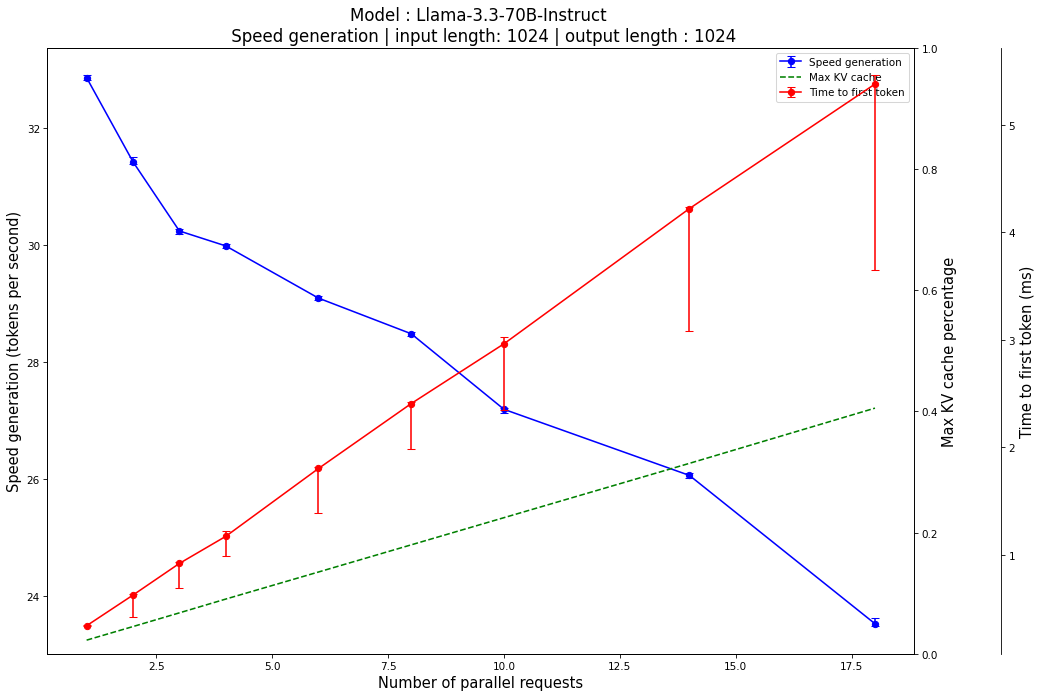 Model : Llama-3.3-70B-Instruct
Speed generation | input length: 1024 | output length : 1024
Speed generation
Max KV cache
Time to first token
Speed generation (tokens per second)
32
30
28
26
24
1.0
0.8
0.6
0.4
0.2
0.0
Max KV cache percentage
5
4
3
2
1
Time to first token (ms)
2.5 5.0 7.5 10.0 12.5 15.0 17.5
Number of parallel requests